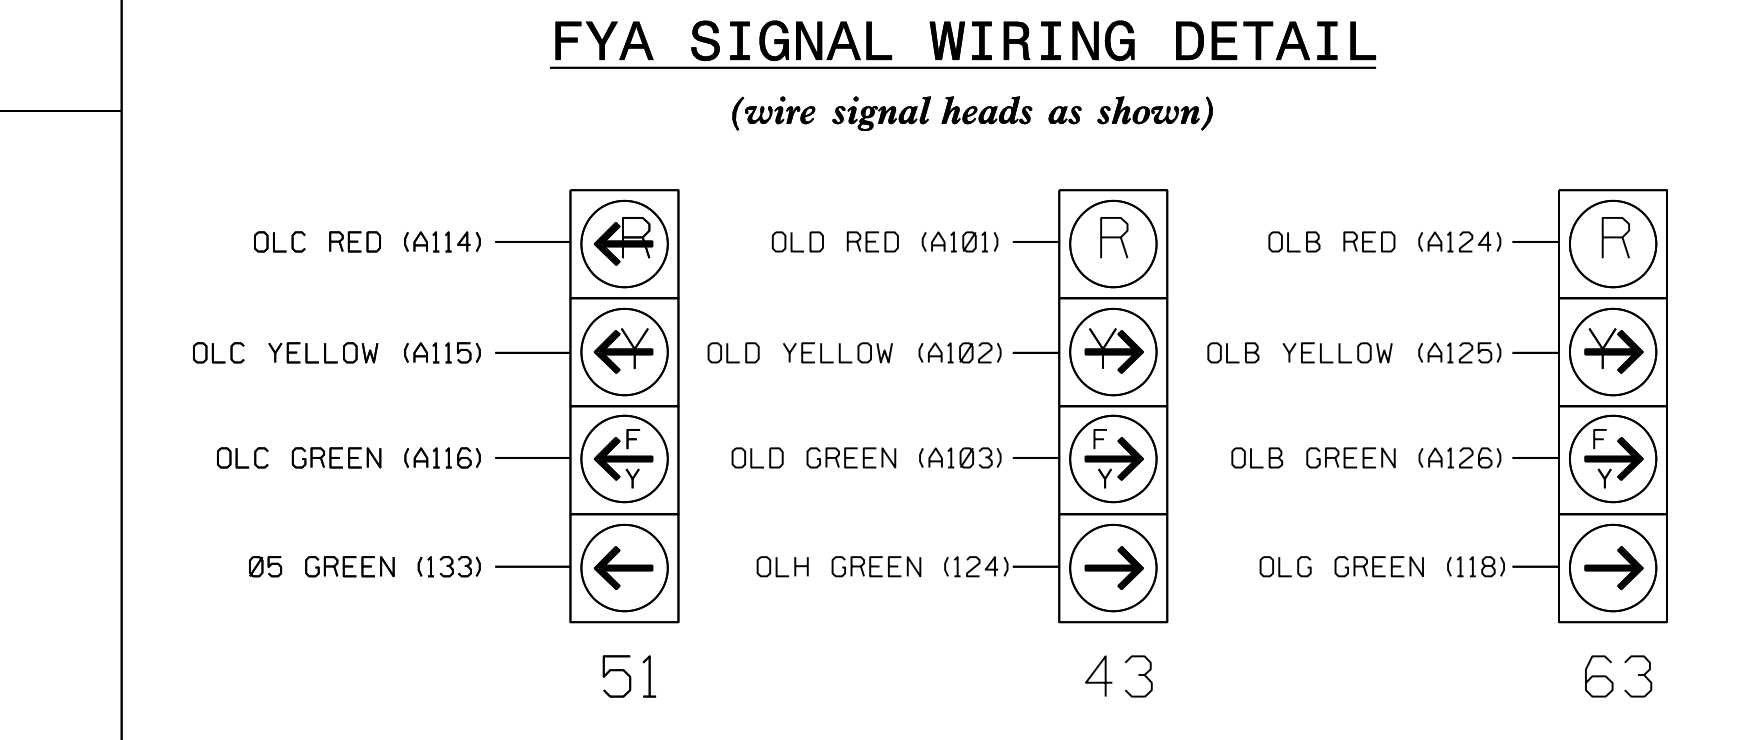 FYA SIGNAL WIRING DETAIL
(wire signal heads as shown)
OLC RED (A114)
R
OLC YELLOW (A115)
Y
OLC GREEN (A116)
F
Y
Ø5 GREEN (133)
51
OLD RED (A1Ø1)
R
OLD YELLOW (A1Ø2)
Y
OLD GREEN (A1Ø3)
F
Y
OLH GREEN (124)
43
OLB RED (A124)
R
OLB YELLOW (A125)
Y
OLB GREEN (A126)
F
Y
OLG GREEN (118)
63